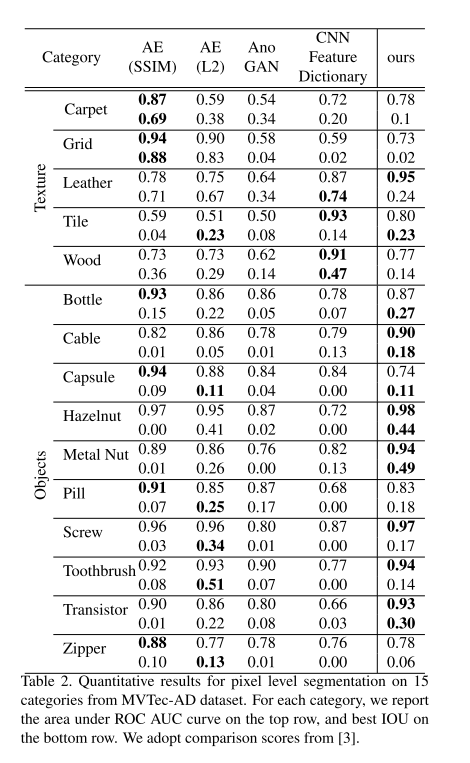 Category AE (SSIM) AE (L2) Ano GAN CNN Feature Dictionary ours
Texture
Carpet 0.87 0.59 0.54 0.72 0.78
0.69 0.38 0.34 0.20 0.1
Grid 0.94 0.90 0.58 0.59 0.73
0.88 0.83 0.04 0.02 0.02
Leather 0.78 0.75 0.64 0.87 0.95
0.71 0.67 0.34 0.74 0.24
Tile 0.59 0.51 0.50 0.93 0.80
0.04 0.23 0.08 0.14 0.23
Wood 0.73 0.73 0.62 0.91 0.77
0.36 0.29 0.14 0.47 0.14
Objects
Bottle 0.93 0.86 0.86 0.78 0.87
0.15 0.22 0.05 0.07 0.27
Cable 0.82 0.86 0.78 0.79 0.90
0.01 0.05 0.01 0.13 0.18
Capsule 0.94 0.88 0.84 0.84 0.74
0.09 0.11 0.04 0.00 0.11
Hazelnut 0.97 0.95 0.87 0.72 0.98
0.00 0.41 0.02 0.00 0.44
Metal Nut 0.89 0.86 0.76 0.82 0.94
0.01 0.26 0.00 0.13 0.49
Pill 0.91 0.85 0.87 0.68 0.83
0.07 0.25 0.17 0.00 0.18
Screw 0.96 0.96 0.80 0.87 0.97
0.03 0.34 0.01 0.00 0.17
Toothbrush 0.92 0.93 0.90 0.77 0.94
0.08 0.51 0.07 0.00 0.14
Transistor 0.90 0.86 0.80 0.66 0.93
0.01 0.22 0.08 0.03 0.30
Zipper 0.88 0.77 0.78 0.76 0.78
0.10 0.13 0.01 0.00 0.06
Table 2. Quantitative results for pixel level segmentation on 15
categories from MVTec-AD dataset. For each category, we report
the area under ROC AUC curve on the top row, and best IOU on
the bottom row. We adopt comparison scores from [3].